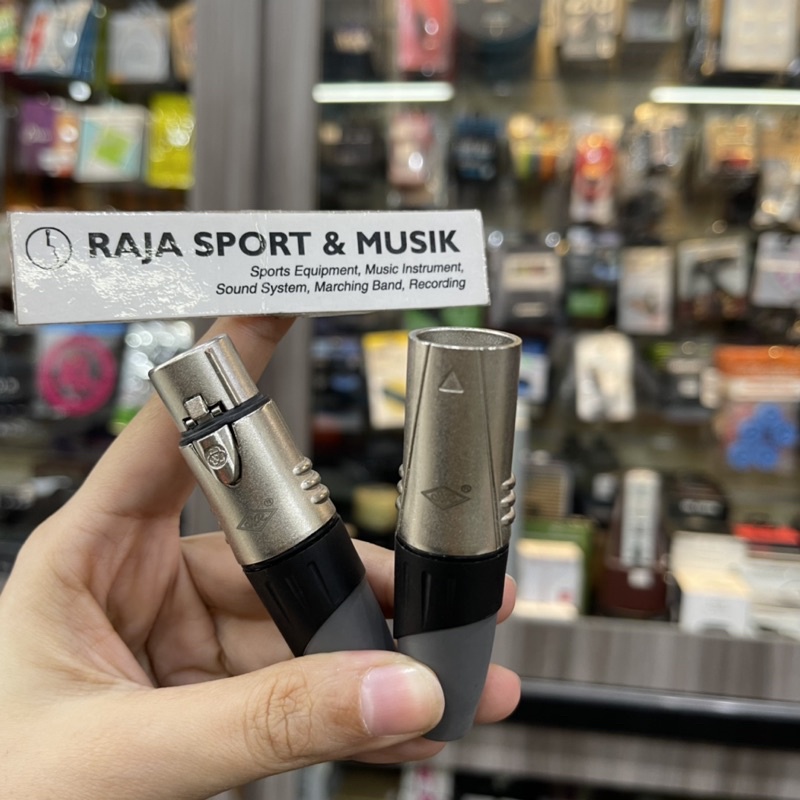 RAJA SPORT & MUSIK
Sports Equipment, Music Instrument,
Sound System, Marching Band, Recording